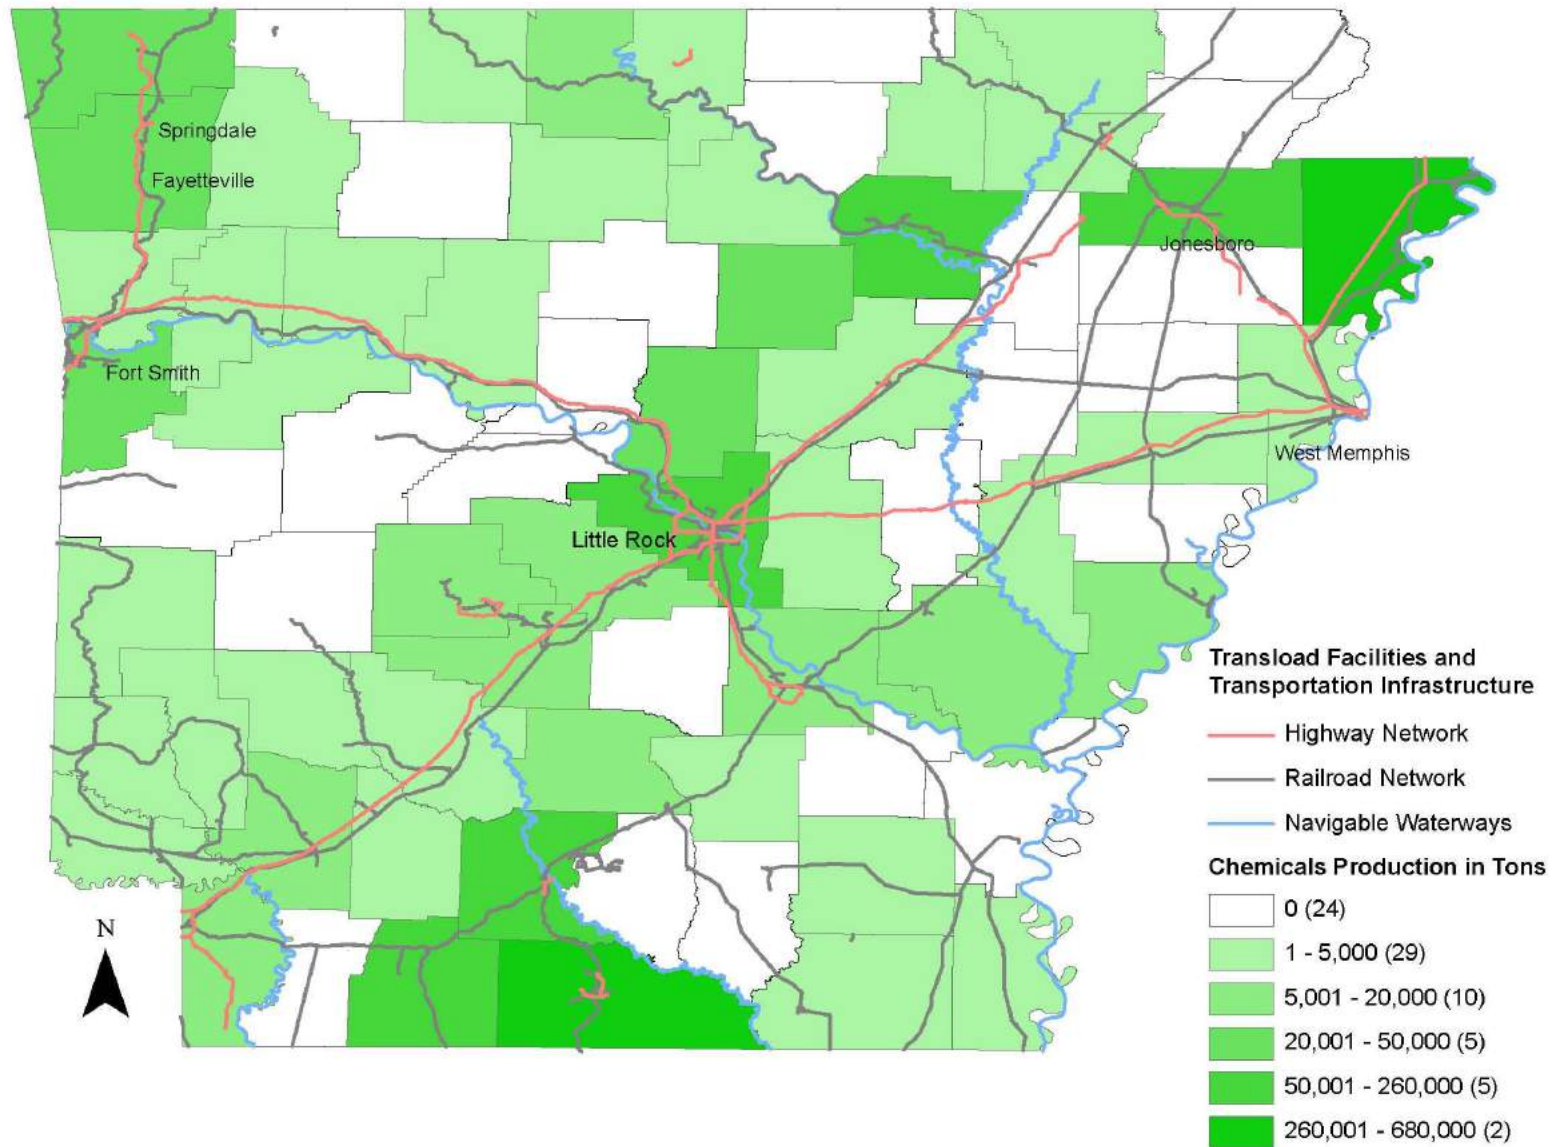 Springdale
Fayetteville
Jonesboro
Fort Smith
West Memphis
Little Rock
N
Transload Facilities and
Transportation Infrastructure
Highway Network
Railroad Network
Navigable Waterways
Chemicals Production in Tons
0 (24)
1 - 5,000 (29)
5,001 - 20,000 (10)
20,001 - 50,000 (5)
50,001 - 260,000 (5)
260,001 - 680,000 (2)